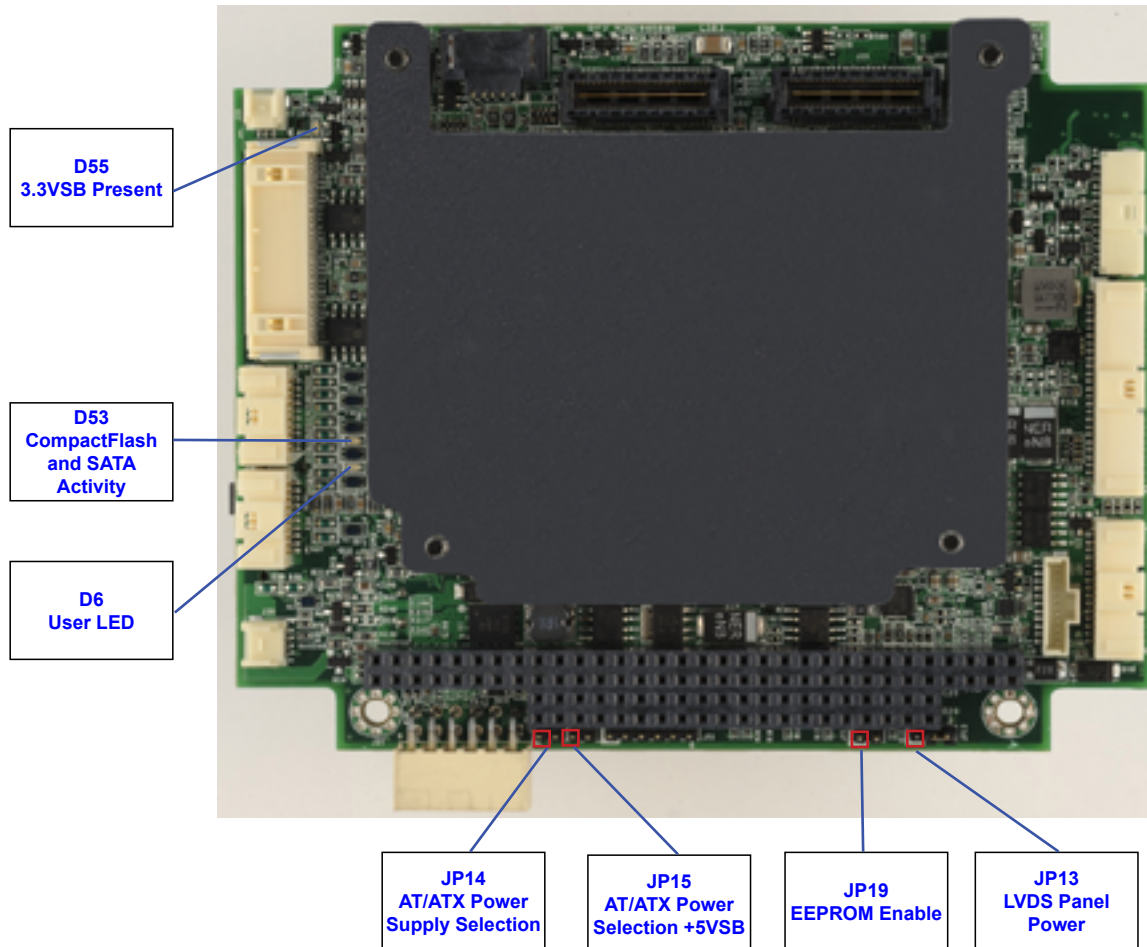 D55
3.3VSB Present
D53
CompactFlash
and SATA
Activity
D6
User LED
JP14
AT/ATX Power
Supply Selection
JP15
AT/ATX Power
Selection +5VSB
JP19
EEPROM Enable
JP13
LVDS Panel
Power